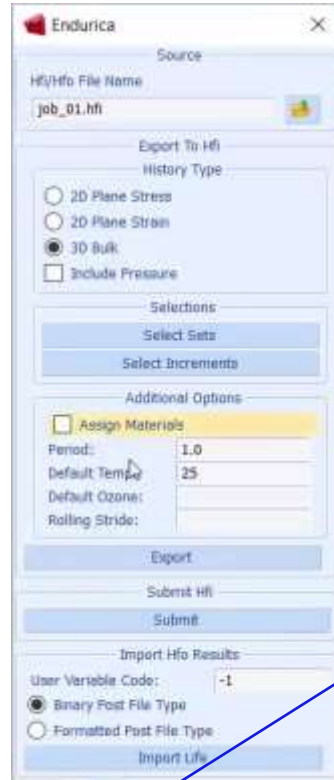 Endurica
Source
Hfi/Hfo File Name
job_01.hfi
Export To Hfi
History Type
2D Plane Stress
2D Plane Strain
3D Bulk
Include Pressure
Selections
Select Sets
Select Increments
Additional Options
Assign Materials
Period: 1.0
Default Temp 25
Default Ozone:
Rolling Stride:
Export
Submit Hfi
Submit
Import Hfo Results
User Variable Code: -1
Binary Post File Type
Formatted Post File Type
Import Life